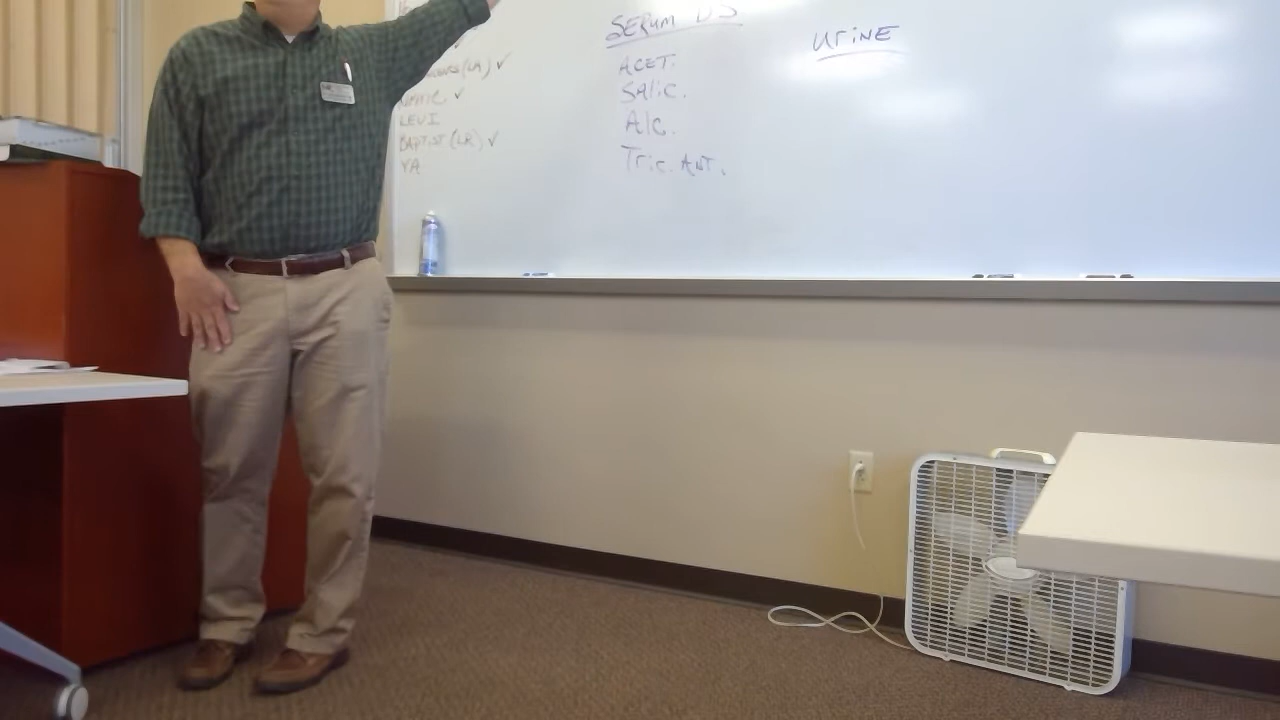 LEVI
BAPTIST (LR) ✓
VA
SERUM DS
ACET.
Salic.
Alc.
Tric. ANT.
URINE